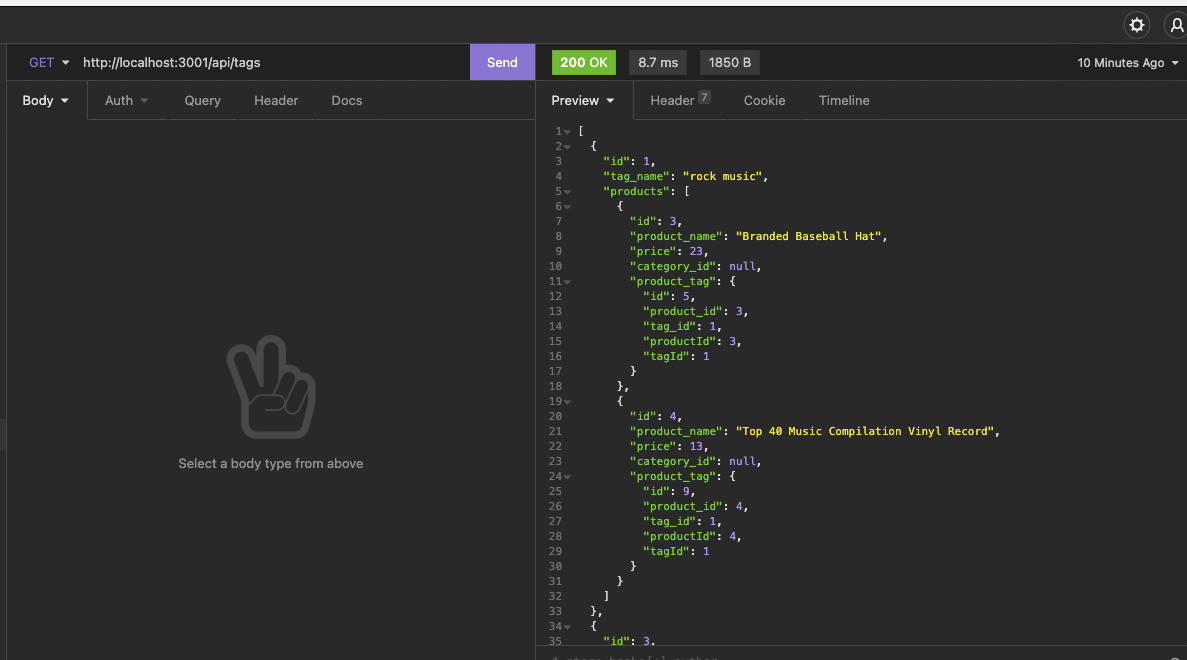 GET http://localhost:3001/api/tags Send 200 OK 8.7 ms 1850 B 10 Minutes Ago
Body Auth Query Header Docs Preview Header 7 Cookie Timeline
Select a body type from above
1 [
2 {
3 "id": 1,
4 "tag_name": "rock music",
5 "products": [
6 {
7 "id": 3,
8 "product_name": "Branded Baseball Hat",
9 "price": 23,
10 "category_id": null,
11 "product_tag": {
12 "id": 5,
13 "product_id": 3,
14 "tag_id": 1,
15 "productId": 3,
16 "tagId": 1
17 }
18 },
19 {
20 "id": 4,
21 "product_name": "Top 40 Music Compilation Vinyl Record",
22 "price": 13,
23 "category_id": null,
24 "product_tag": {
25 "id": 9,
26 "product_id": 4,
27 "tag_id": 1,
28 "productId": 4,
29 "tagId": 1
30 }
31 }
32 ]
33 },
34 {
35 "id": 3,